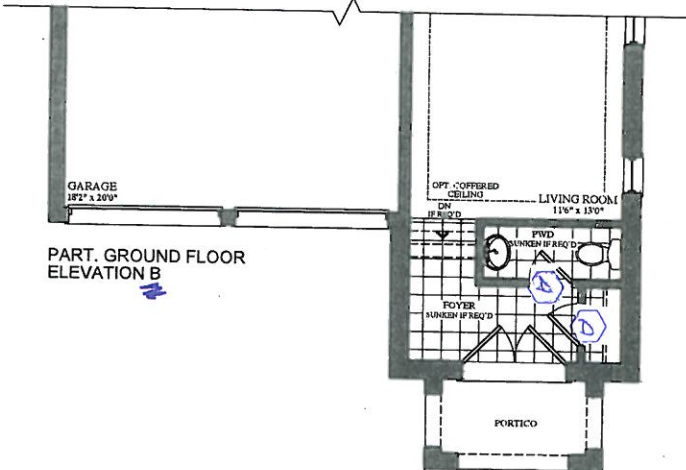 GARAGE
18'2" x 20'0"
OPT. COFFERED
CEILING
DN
IF REQ'D
LIVING ROOM
11'6" x 13'0"
PWD
SUNKEN IF REQ'D
PART. GROUND FLOOR
ELEVATION B
D
FOYER
SUNKEN IF REQ'D
D
PORTICO